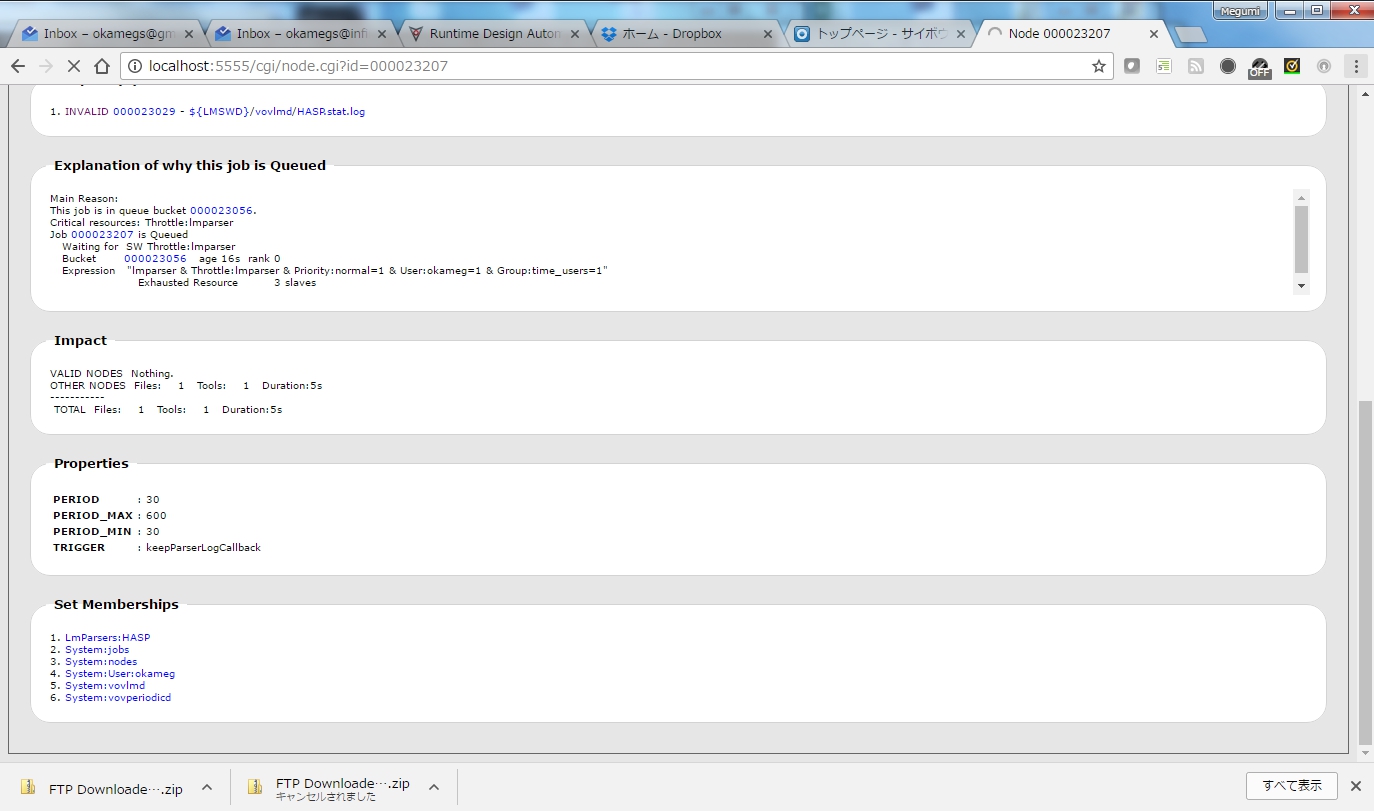 Megumi
Inbox – okamegs@gm
Inbox – okamegs@inf
Runtime Design Auton
ホーム - Dropbox
トップページ - サイボウ
Node 000023207
localhost:5555/cgi/node.cgi?id=000023207
OFF
1. INVALID 000023029 - ${LMSWD}/vovlmd/HASP.stat.log
Explanation of why this job is Queued
Main Reason:
This job is in queue bucket 000023056.
Critical resources: Throttle:lmparser
Job 000023207 is Queued
Waiting for SW Throttle:lmparser
Bucket 000023056 age 16s rank 0
Expression "lmparser & Throttle:lmparser & Priority:normal=1 & User:okameg=1 & Group:time_users=1"
Exhausted Resource 3 slaves
Impact
VALID NODES Nothing.
OTHER NODES Files: 1 Tools: 1 Duration:5s
-----------
TOTAL Files: 1 Tools: 1 Duration:5s
Properties
PERIOD : 30
PERIOD_MAX : 600
PERIOD_MIN : 30
TRIGGER : keepParserLogCallback
Set Memberships
1. LmParsers:HASP
2. System:jobs
3. System:nodes
4. System:User:okameg
5. System:vovlmd
6. System:vovperiodicd
FTP Downloade….zip
FTP Downloade….zip
キャンセルされました
すべて表示